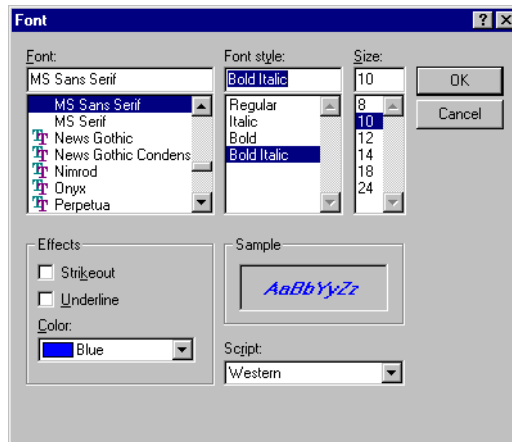 Font
Font:
MS Sans Serif
MS Sans Serif
MS Serif
News Gothic
News Gothic Condens
Nimrod
Onyx
Perpetua
Font style:
Bold Italic
Regular
Italic
Bold
Bold Italic
Size:
10
8
10
12
14
18
24
OK
Cancel
Effects
Strikeout
Underline
Color:
Blue
Sample
AaBbYyZz
Script:
Western